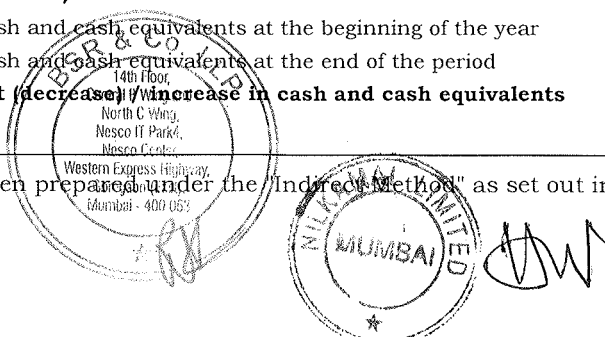 sh and cash equivalents at the beginning of the year
sh and cash equivalents at the end of the period
t (decrease) / increase in cash and cash equivalents
en prepared under the "Indirect Method" as set out in
BSR & Co. LLP
14th Floor,
North C Wing,
Nesco IT Park4,
Nesco Center,
Western Express Highway,
Mumbai - 400 063
NILKAMAL LIMITED
MUMBAI